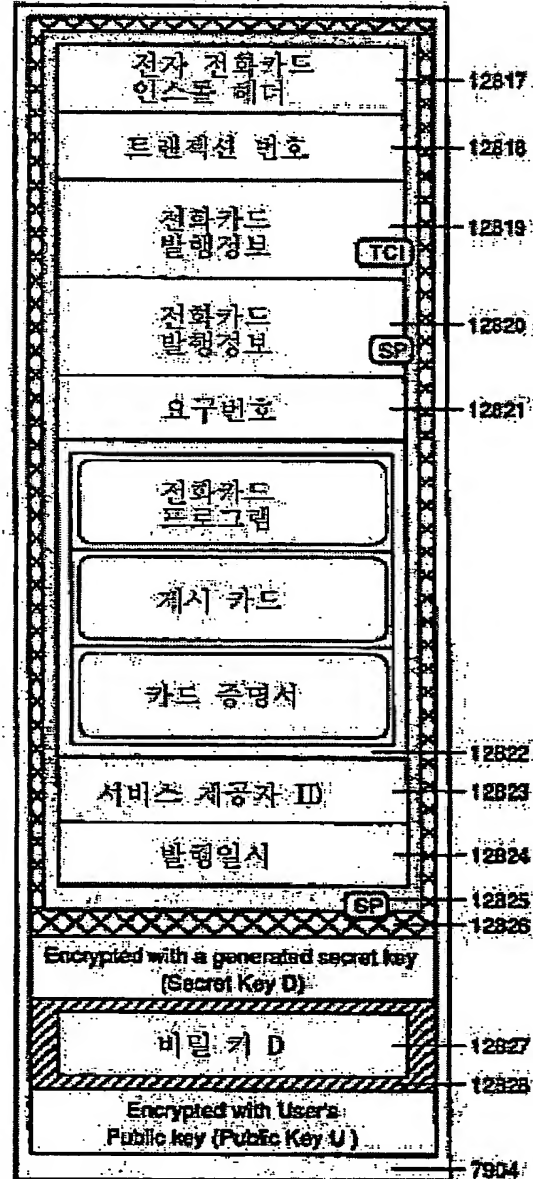 전자 전화카드
인스톨 헤더
12817
트랜잭션 번호
12818
전화카드
발행정보
TCI
12819
전화카드
발행정보
SP
12820
요구번호
12821
전화카드
프로그램
제시 카드
카드 증명서
12822
서비스 제공자 ID
12823
발행일시
12824
SP
12825
12826
Encrypted with a generated secret key
(Secret Key D)
비밀 키 D
12827
12828
Encrypted with User's
Public key (Public Key U )
7904